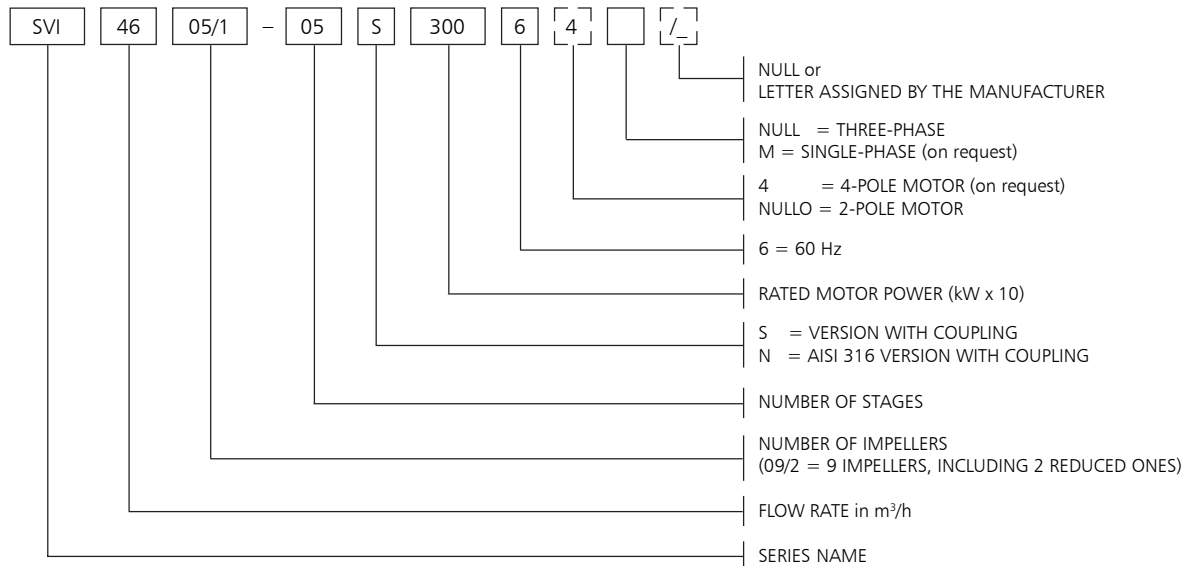 SVI 46 05/1 – 05 S 300 6 4 /_
NULL or
LETTER ASSIGNED BY THE MANUFACTURER
NULL = THREE-PHASE
M = SINGLE-PHASE (on request)
4 = 4-POLE MOTOR (on request)
NULLO = 2-POLE MOTOR
6 = 60 Hz
RATED MOTOR POWER (kW x 10)
S = VERSION WITH COUPLING
N = AISI 316 VERSION WITH COUPLING
NUMBER OF STAGES
NUMBER OF IMPELLERS
(09/2 = 9 IMPELLERS, INCLUDING 2 REDUCED ONES)
FLOW RATE in m³/h
SERIES NAME